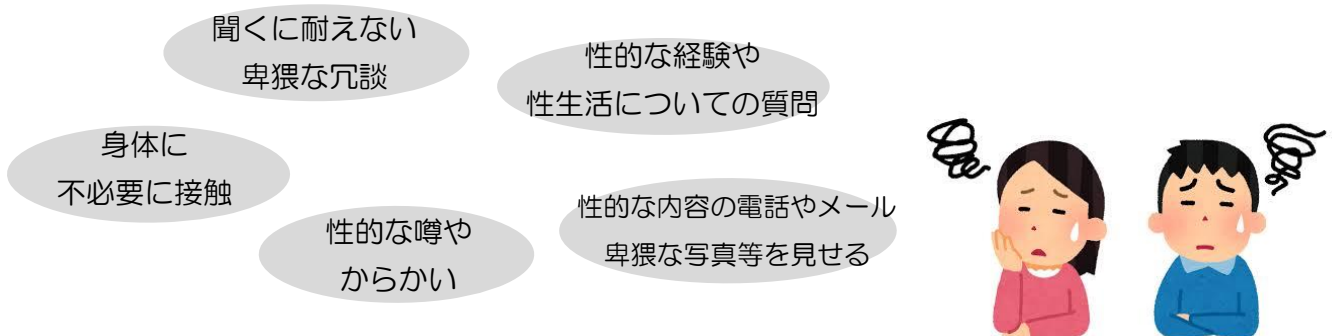 聞くに耐えない
卑猥な冗談
性的な経験や
性生活についての質問
身体に
不必要に接触
性的な噂や
からかい
性的な内容の電話やメール
卑猥な写真等を見せる